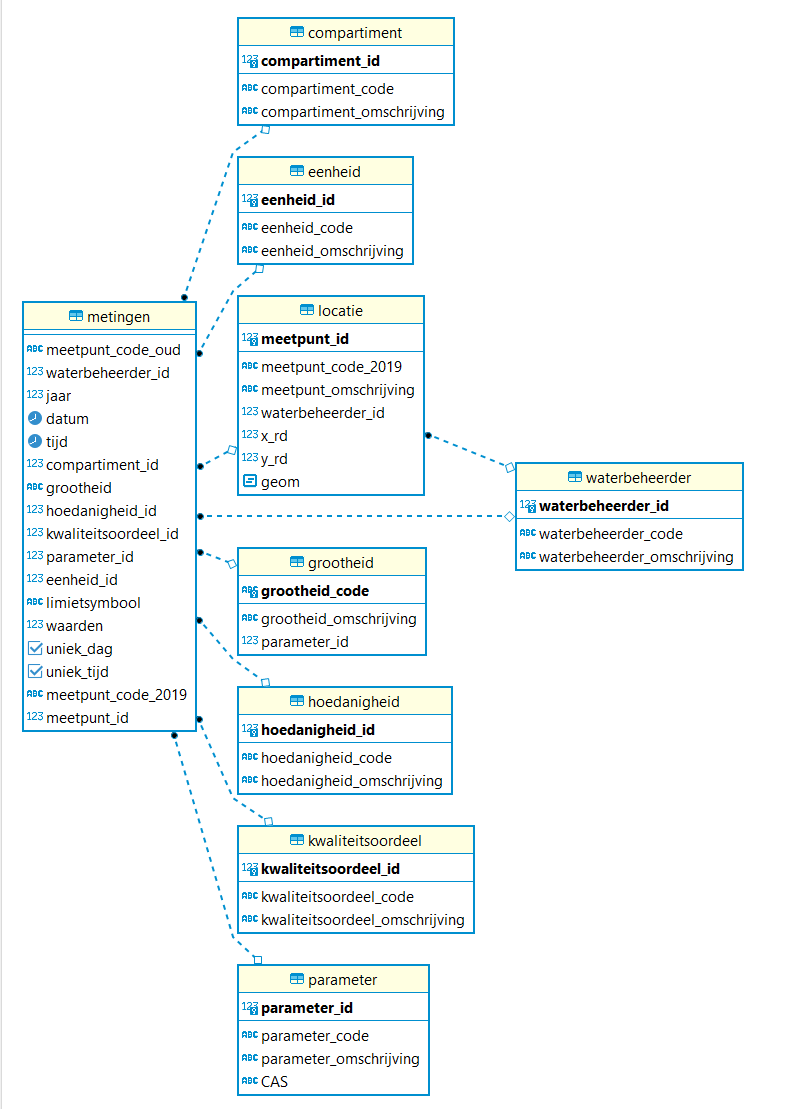 compartiment
compartiment_id
compartiment_code
compartiment_omschrijving
eenheid
eenheid_id
eenheid_code
eenheid_omschrijving
metingen
meetpunt_code_oud
waterbeheerder_id
jaar
datum
tijd
compartiment_id
grootheid
hoedanigheid_id
kwaliteitsoordeel_id
parameter_id
eenheid_id
limietsymbool
waarden
uniek_dag
uniek_tijd
meetpunt_code_2019
meetpunt_id
locatie
meetpunt_id
meetpunt_code_2019
meetpunt_omschrijving
waterbeheerder_id
x_rd
y_rd
geom
waterbeheerder
waterbeheerder_id
waterbeheerder_code
waterbeheerder_omschrijving
grootheid
grootheid_code
grootheid_omschrijving
parameter_id
hoedanigheid
hoedanigheid_id
hoedanigheid_code
hoedanigheid_omschrijving
kwaliteitsoordeel
kwaliteitsoordeel_id
kwaliteitsoordeel_code
kwaliteitsoordeel_omschrijving
parameter
parameter_id
parameter_code
parameter_omschrijving
CAS